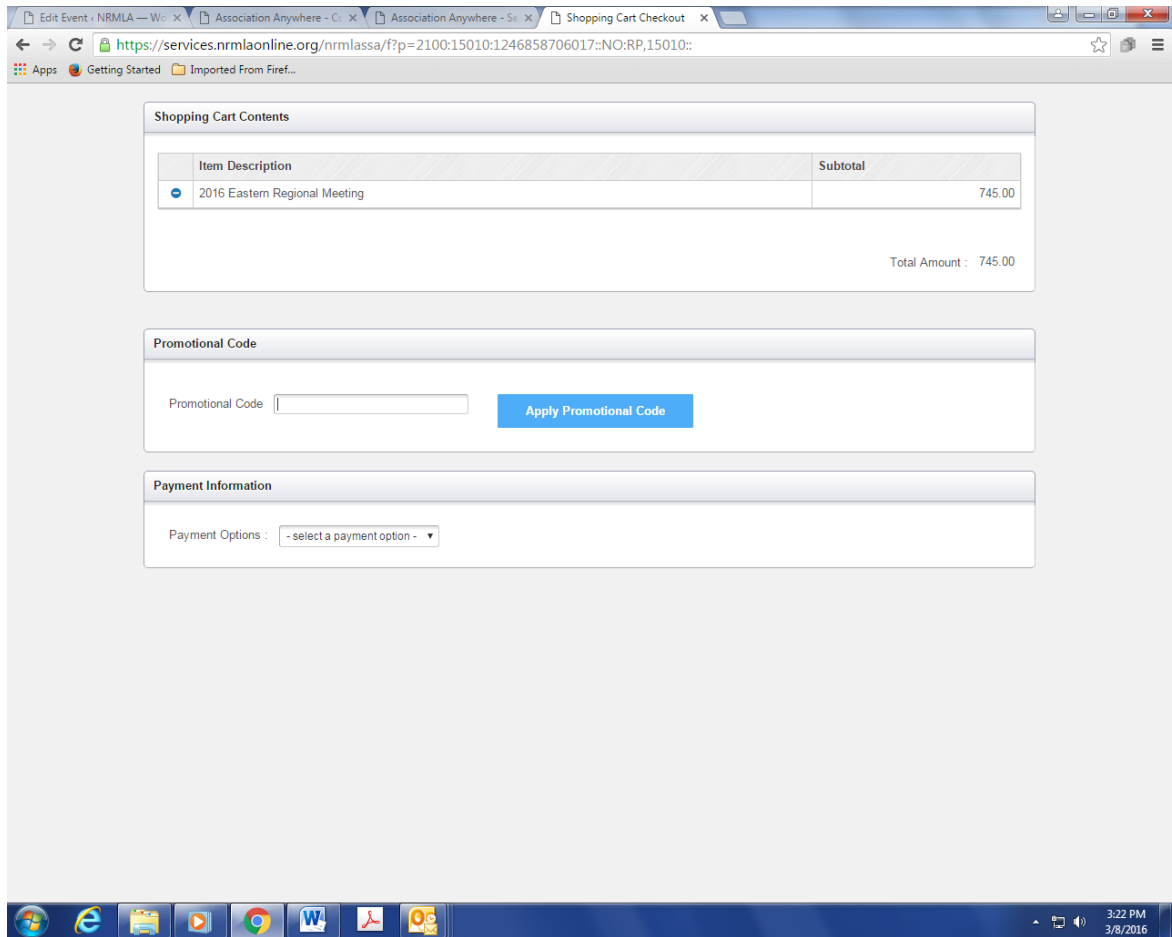 Edit Event ‹ NRMLA — Wo
Association Anywhere - Cu
Association Anywhere - Se
Shopping Cart Checkout
https://services.nrmlaonline.org/nrmlassa/f?p=2100:15010:1246858706017::NO:RP,15010::
Apps Getting Started Imported From Firef...
Shopping Cart Contents
Item Description Subtotal
2016 Eastern Regional Meeting 745.00
Total Amount : 745.00
Promotional Code
Promotional Code Apply Promotional Code
Payment Information
Payment Options : - select a payment option -
3:22 PM
3/8/2016